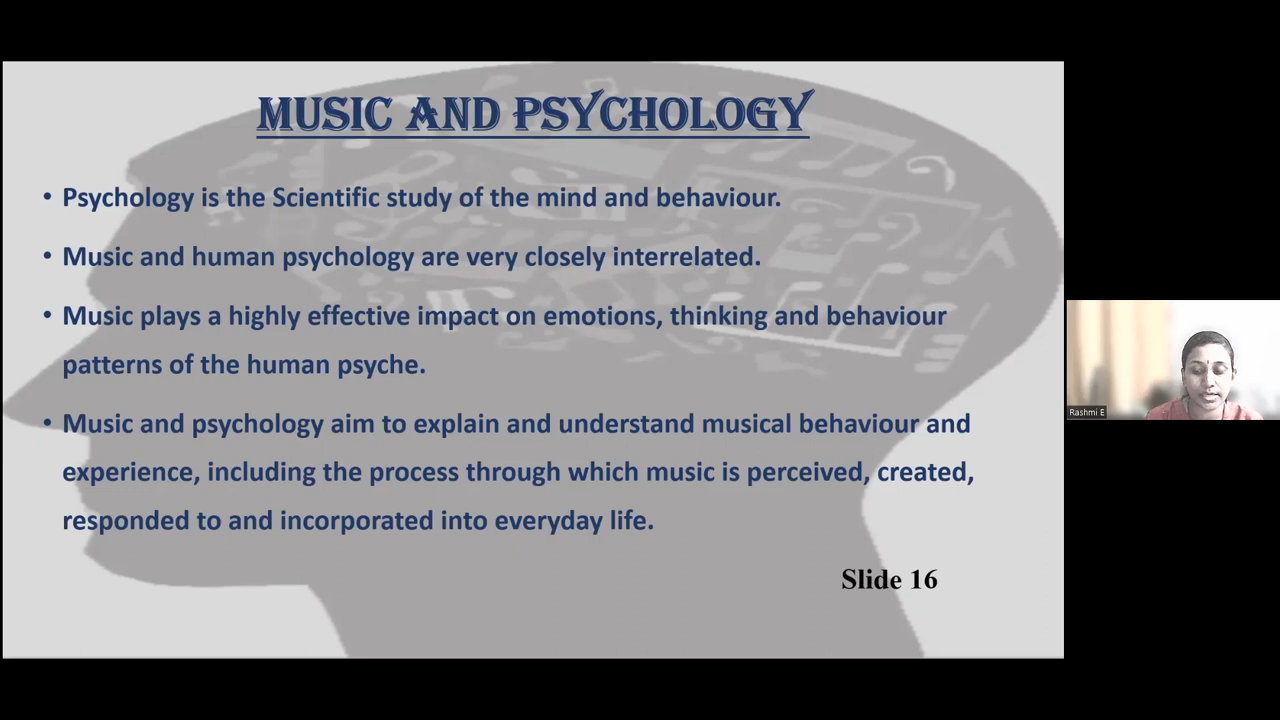 MUSIC AND PSYCHOLOGY
• Psychology is the Scientific study of the mind and behaviour.
• Music and human psychology are very closely interrelated.
• Music plays a highly effective impact on emotions, thinking and behaviour
patterns of the human psyche.
• Music and psychology aim to explain and understand musical behaviour and
experience, including the process through which music is perceived, created,
responded to and incorporated into everyday life.
Slide 16
Rashmi E